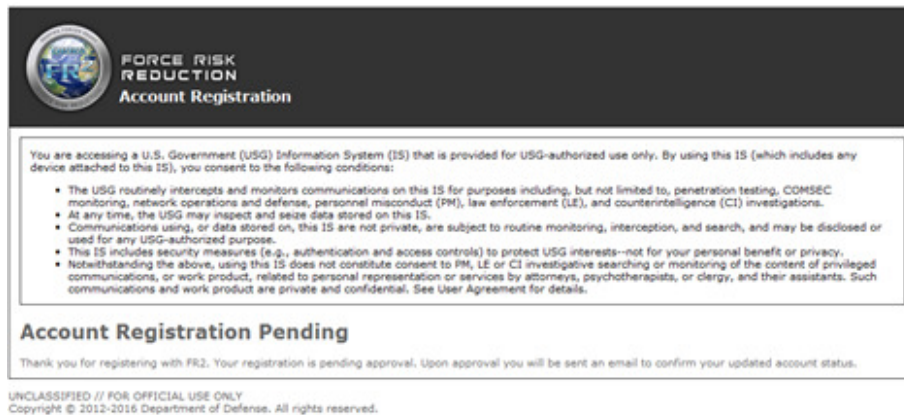 FR2
FORCE RISK
REDUCTION
Account Registration
You are accessing a U.S. Government (USG) Information System (IS) that is provided for USG-authorized use only. By using this IS (which includes any
device attached to this IS), you consent to the following conditions:
• The USG routinely intercepts and monitors communications on this IS for purposes including, but not limited to, penetration testing, COMSEC
monitoring, network operations and defense, personnel misconduct (PM), law enforcement (LE), and counterintelligence (CI) investigations.
• At any time, the USG may inspect and seize data stored on this IS.
• Communications using, or data stored on, this IS are not private, are subject to routine monitoring, interception, and search, and may be disclosed or
used for any USG-authorized purpose.
• This IS includes security measures (e.g., authentication and access controls) to protect USG interests--not for your personal benefit or privacy.
• Notwithstanding the above, using this IS does not constitute consent to PM, LE or CI investigative searching or monitoring of the content of privileged
communications, or work product, related to personal representation or services by attorneys, psychotherapists, or clergy, and their assistants. Such
communications and work product are private and confidential. See User Agreement for details.
Account Registration Pending
Thank you for registering with FR2. Your registration is pending approval. Upon approval you will be sent an email to confirm your updated account status.
UNCLASSIFIED // FOR OFFICIAL USE ONLY
Copyright © 2012-2016 Department of Defense. All rights reserved.